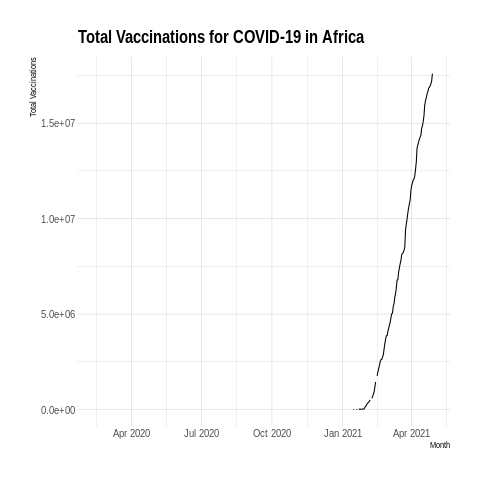 Total Vaccinations for COVID-19 in Africa
Total Vaccinations
1.5e+07
1.0e+07
5.0e+06
0.0e+00
Apr 2020 Jul 2020 Oct 2020 Jan 2021 Apr 2021
Month